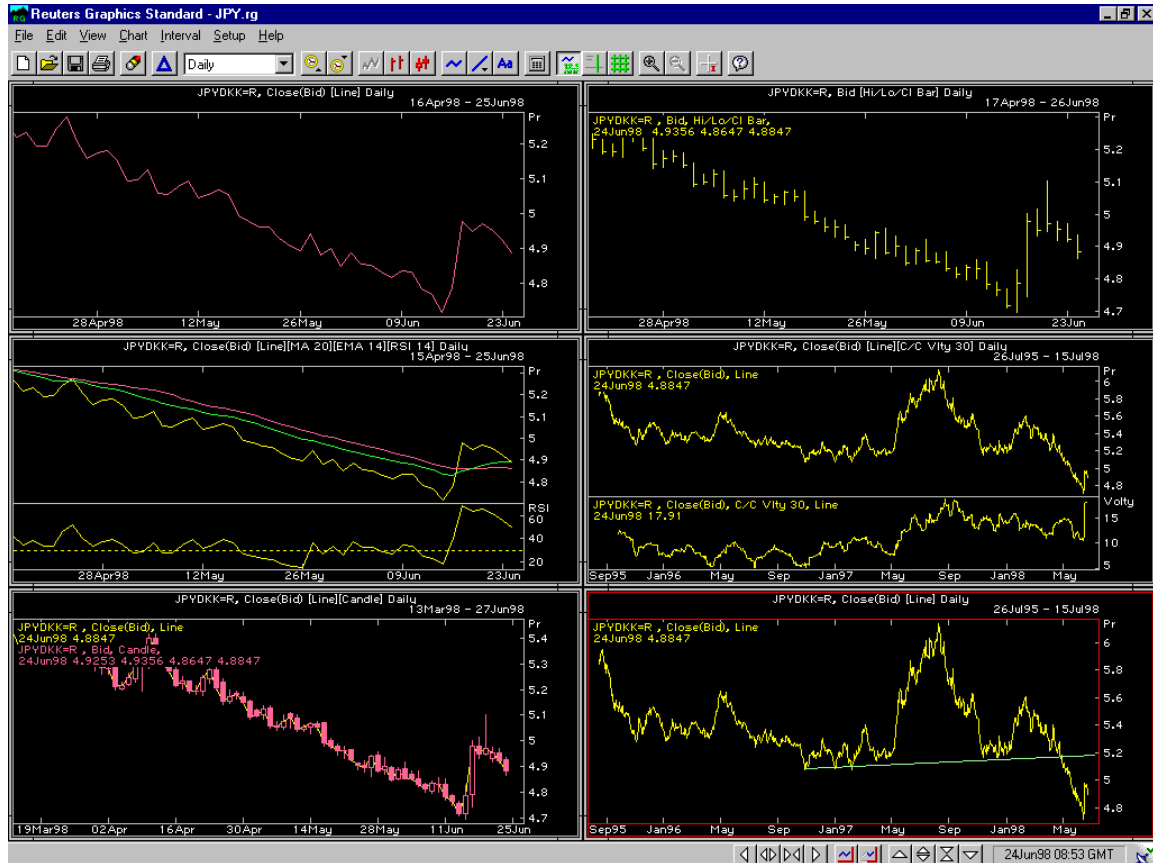 Reuters Graphics Standard - JPY.rg
File Edit View Chart Interval Setup Help
Daily
JPYDKK=R, Close(Bid) [Line] Daily
16Apr98 - 25Jun98
Pr
5.2
5.1
5
4.9
4.8
28Apr98 12May 26May 09Jun 23Jun
JPYDKK=R, Bid [Hi/Lo/Cl Bar] Daily
17Apr98 - 26Jun98
JPYDKK=R , Bid, Hi/Lo/Cl Bar,
24Jun98 4.9356 4.8647 4.8847
Pr
5.2
5.1
5
4.9
4.8
4.7
28Apr98 12May 26May 09Jun 23Jun
JPYDKK=R, Close(Bid) [Line][MA 20][EMA 14][RSI 14] Daily
15Apr98 - 25Jun98
Pr
5.2
5.1
5
4.9
4.8
RSI
60
40
20
28Apr98 12May 26May 09Jun 23Jun
JPYDKK=R, Close(Bid) [Line][C/C Vlty 30] Daily
26Jul95 - 15Jul98
JPYDKK=R , Close(Bid), Line
24Jun98 4.8847
Pr
6
5.8
5.6
5.4
5.2
5
4.8
JPYDKK=R , Close(Bid), C/C Vlty 30, Line
24Jun98 17.91
Volty
15
10
5
Sep95 Jan96 May Sep Jan97 May Sep Jan98 May
JPYDKK=R, Close(Bid) [Line][Candle] Daily
13Mar98 - 27Jun98
JPYDKK=R , Close(Bid), Line
24Jun98 4.8847
JPYDKK=R , Bid, Candle,
24Jun98 4.9253 4.9356 4.8647 4.8847
Pr
5.4
5.3
5.2
5.1
5
4.9
4.8
4.7
19Mar98 02Apr 16Apr 30Apr 14May 28May 11Jun 25Jun
JPYDKK=R, Close(Bid) [Line] Daily
26Jul95 - 15Jul98
JPYDKK=R , Close(Bid), Line
24Jun98 4.8847
Pr
6
5.8
5.6
5.4
5.2
5
4.8
Sep95 Jan96 May Sep Jan97 May Sep Jan98 May
24Jun98 08:53 GMT